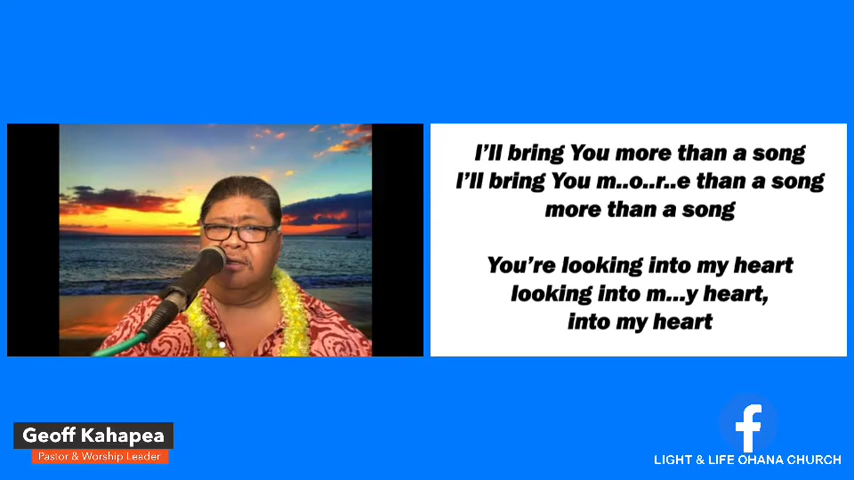 I'll bring You more than a song
I'll bring You m..o..r..e than a song
more than a song
You're looking into my heart
looking into m...y heart,
into my heart
Geoff Kahapea
Pastor & Worship Leader
f
LIGHT & LIFE OHANA CHURCH